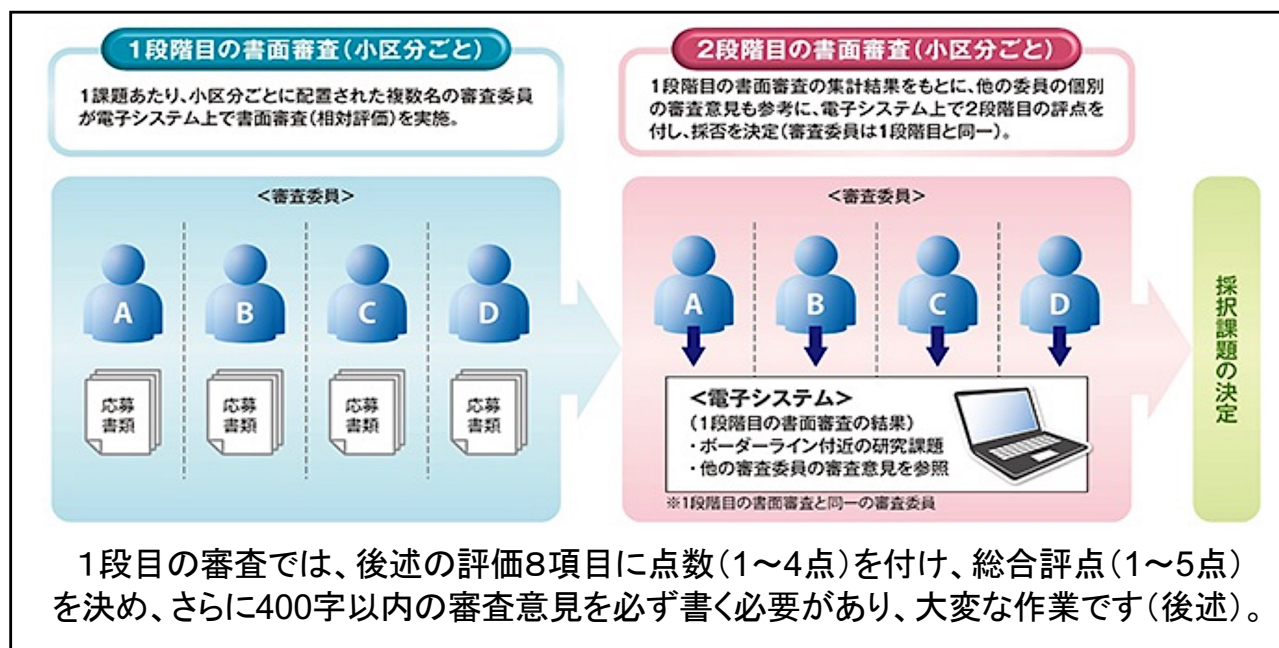 1段階目の書面審査(小区分ごと)
1課題あたり、小区分ごとに配置された複数名の審査委員
が電子システム上で書面審査(相対評価)を実施。
<審査委員>
A
B
C
D
応募
書類
応募
書類
応募
書類
応募
書類
2段階目の書面審査(小区分ごと)
1段階目の書面審査の集計結果をもとに、他の委員の個別
の審査意見も参考に、電子システム上で2段階目の評点を
付し、採否を決定(審査委員は1段階目と同一)。
<審査委員>
A
B
C
D
<電子システム>
(1段階目の書面審査の結果)
・ボーダーライン付近の研究課題
・他の審査委員の審査意見を参照
※1段階目の書面審査と同一の審査委員
採択課題の決定
1段目の審査では、後述の評価8項目に点数(1~4点)を付け、総合評点(1~5点)
を決め、さらに400字以内の審査意見を必ず書く必要があり、大変な作業です(後述)。